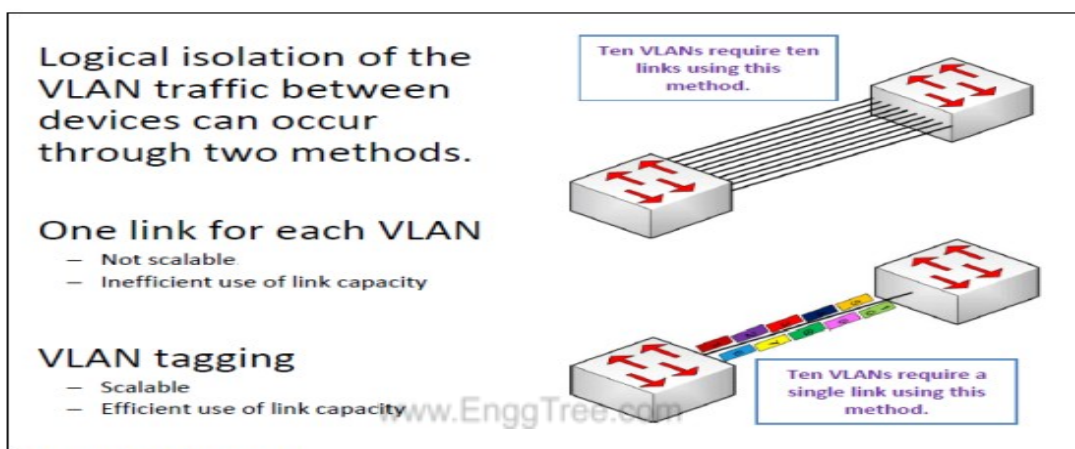 Logical isolation of the
VLAN traffic between
devices can occur
through two methods.
One link for each VLAN
– Not scalable
– Inefficient use of link capacity
VLAN tagging
– Scalable
– Efficient use of link capacity
www.EnggTree.com
Ten VLANs require ten
links using this
method.
Ten VLANs require a
single link using this
method.